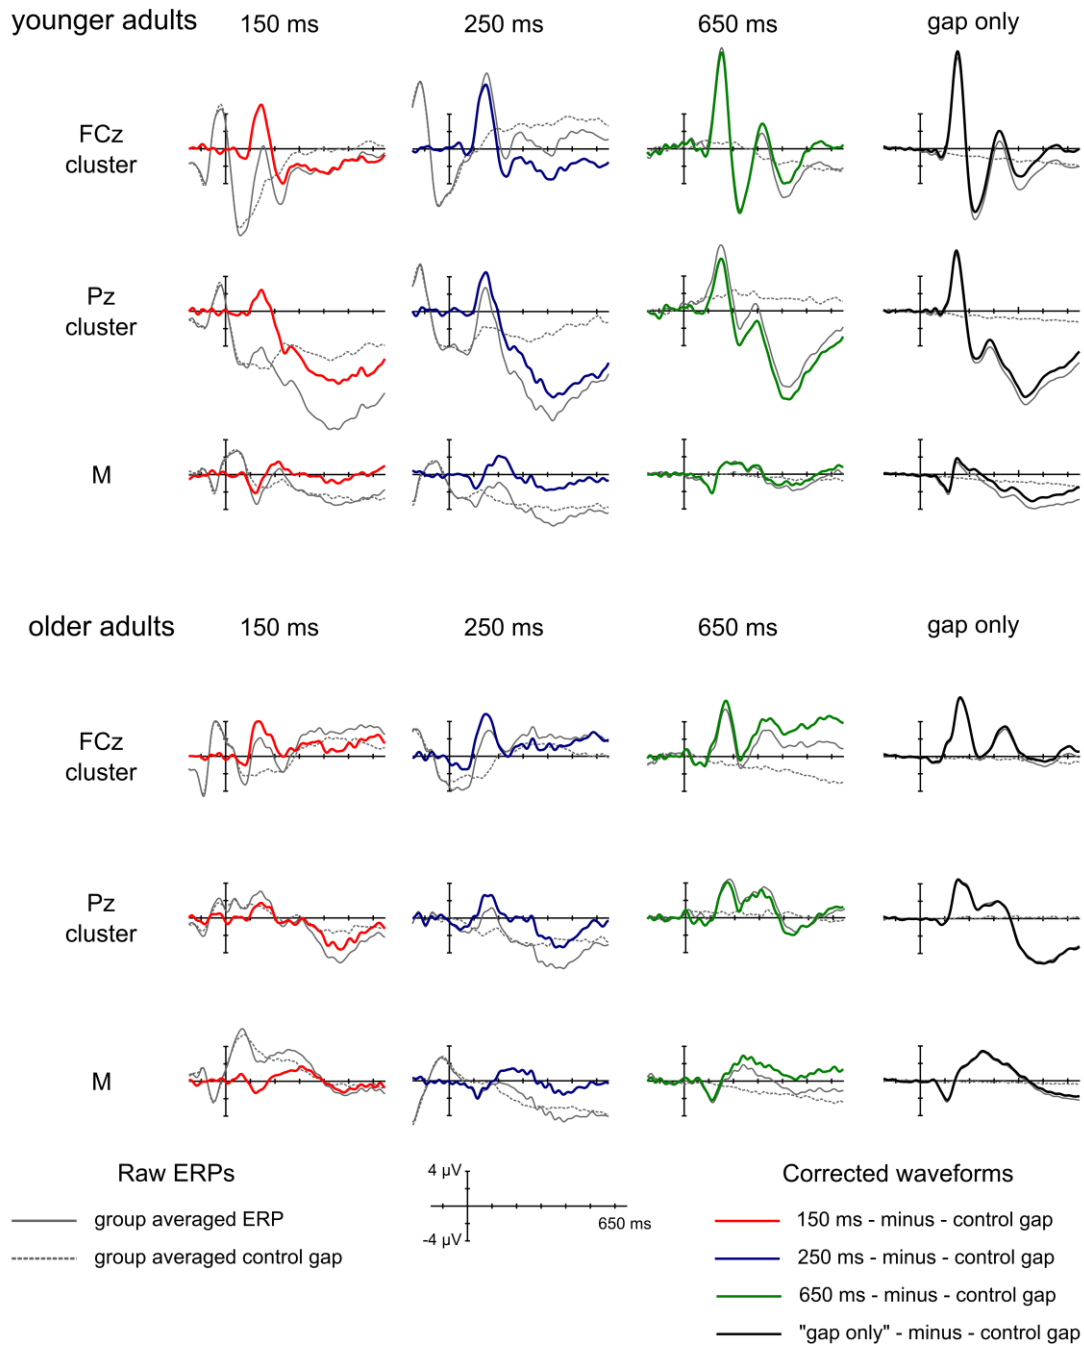 younger adults 150 ms 250 ms 650 ms gap only
FCz
cluster
Pz
cluster
M
older adults 150 ms 250 ms 650 ms gap only
FCz
cluster
Pz
cluster
M
Raw ERPs
group averaged ERP
group averaged control gap
4 µV
650 ms
-4 µV
Corrected waveforms
150 ms - minus - control gap
250 ms - minus - control gap
650 ms - minus - control gap
"gap only" - minus - control gap